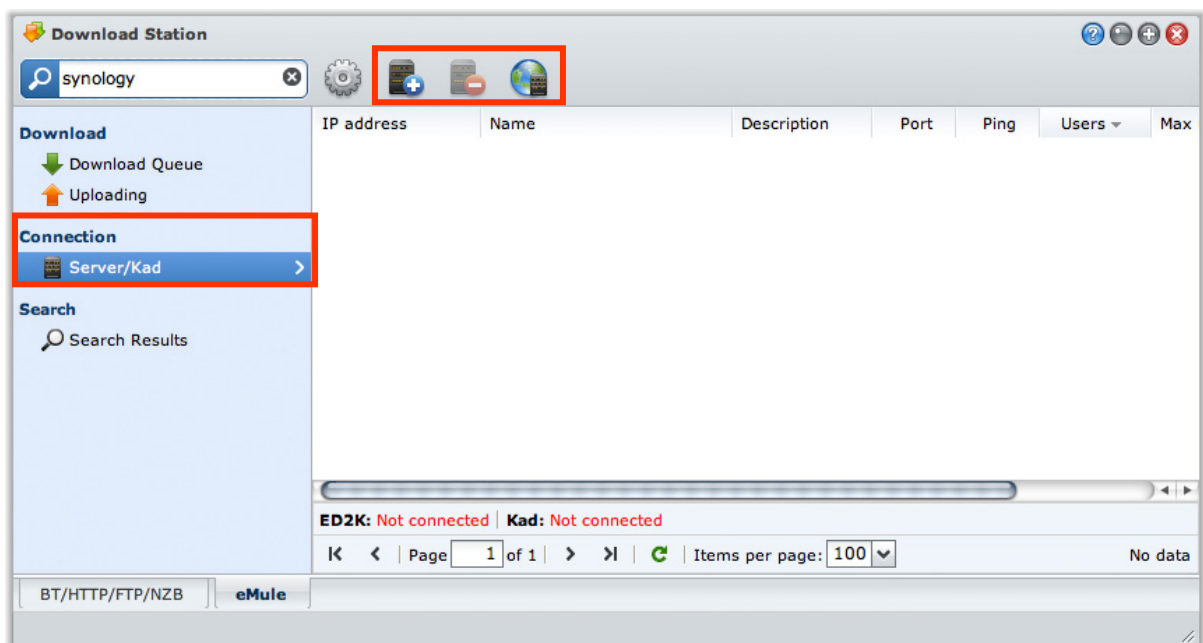 Download Station
synology
Download
Download Queue
Uploading
Connection
Server/Kad
Search
Search Results
IP address Name Description Port Ping Users Max
ED2K: Not connected Kad: Not connected
Page 1 of 1 Items per page: 100 No data
BT/HTTP/FTP/NZB eMule